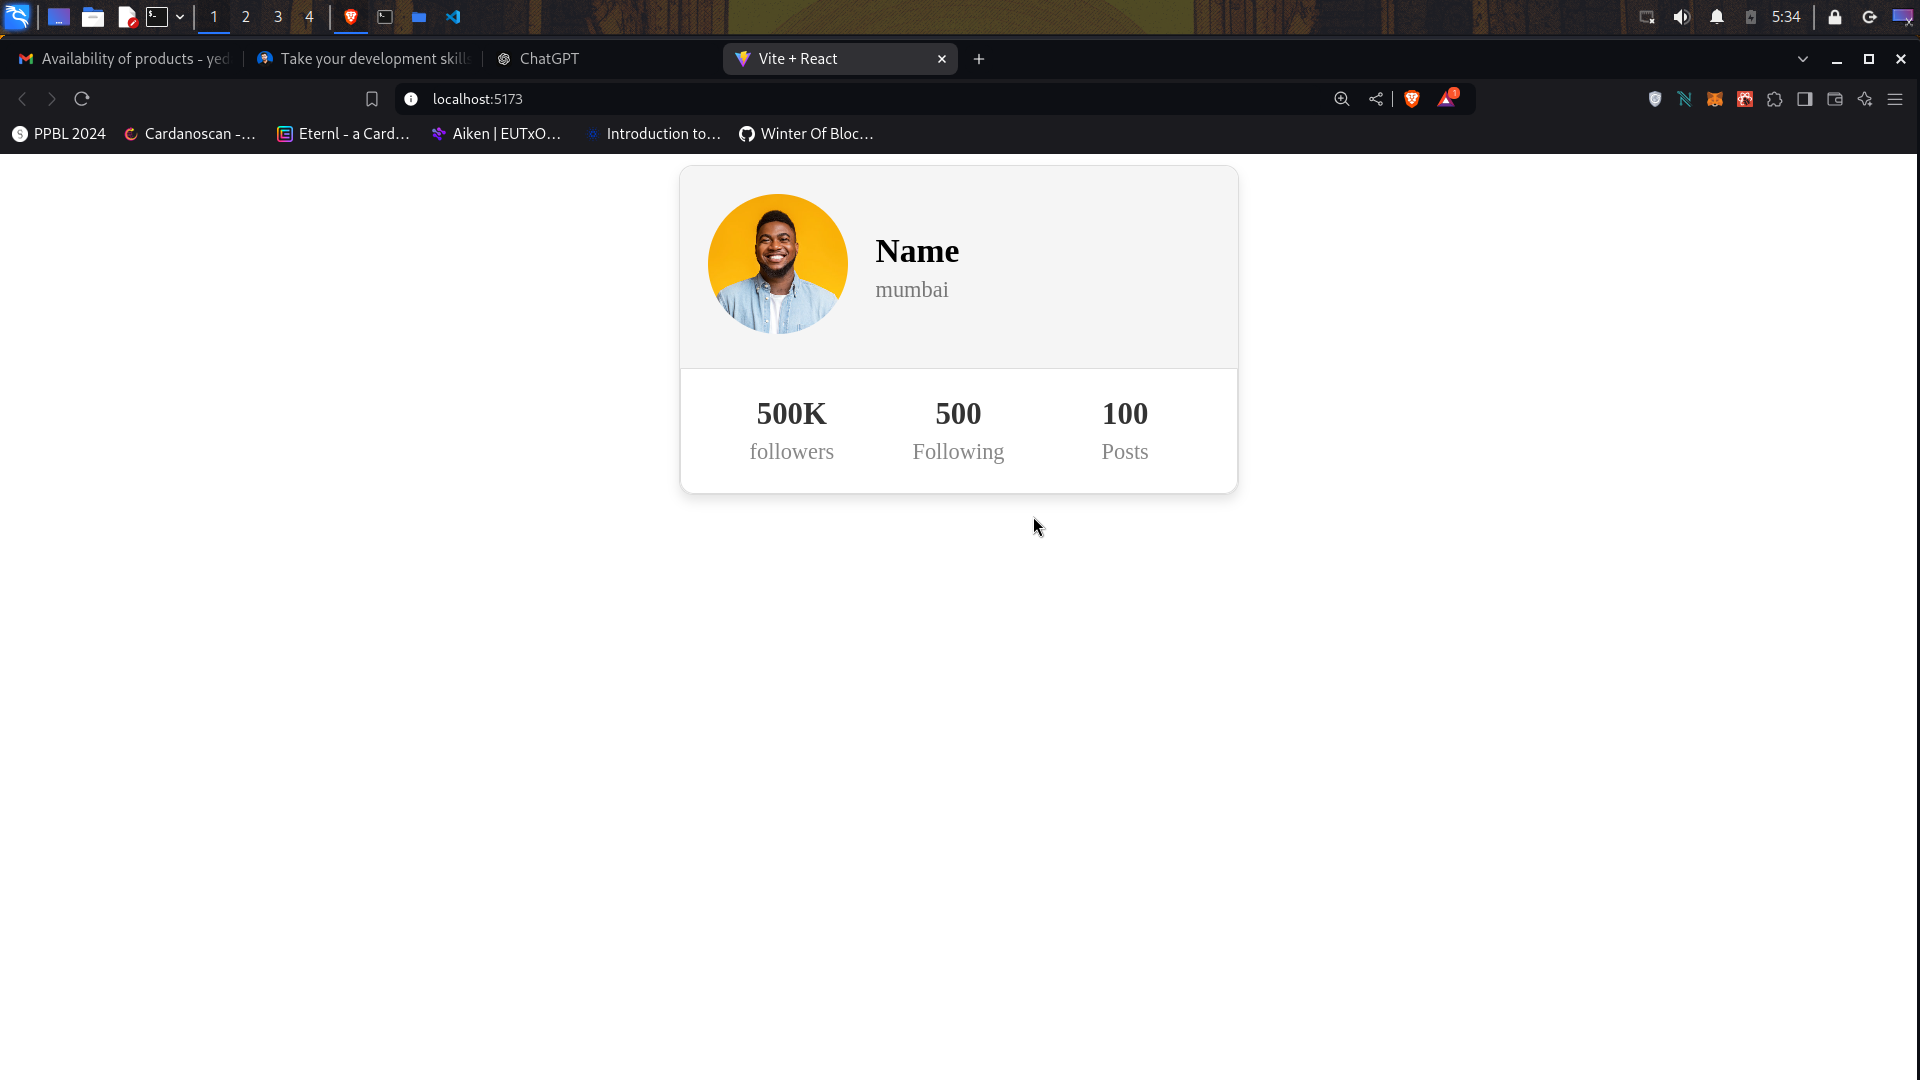 1 2 3 4 5:34
Availability of products - yed Take your development skills ChatGPT Vite + React
localhost:5173 1
PPBL 2024 Cardanoscan -... Eternl - a Card... Aiken | EUTxO... Introduction to... Winter Of Bloc...
Name
mumbai
500K 500 100
followers Following Posts